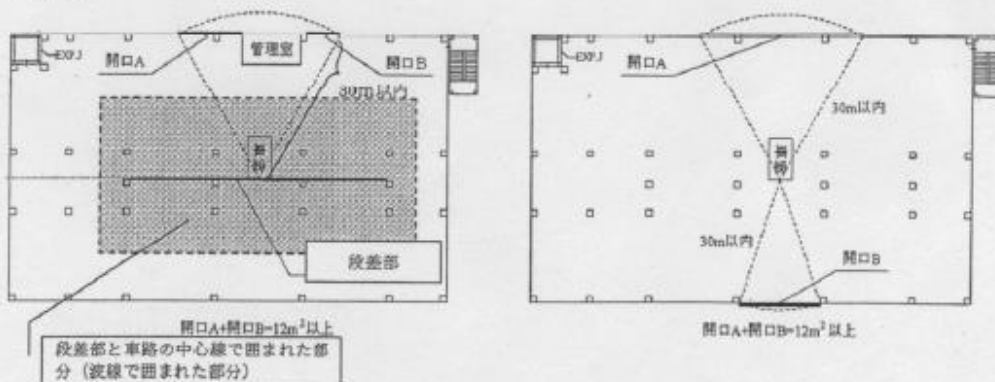 EXP.J
開口A
管理室
開口B
30m以内
車両
段差部
開口A+開口B=12m²以上
段差部と車路の中心線で囲まれた部
分（波線で囲まれた部分）
EXP.J
開口A
30m以内
車両
30m以内
開口B
開口A+開口B=12m²以上